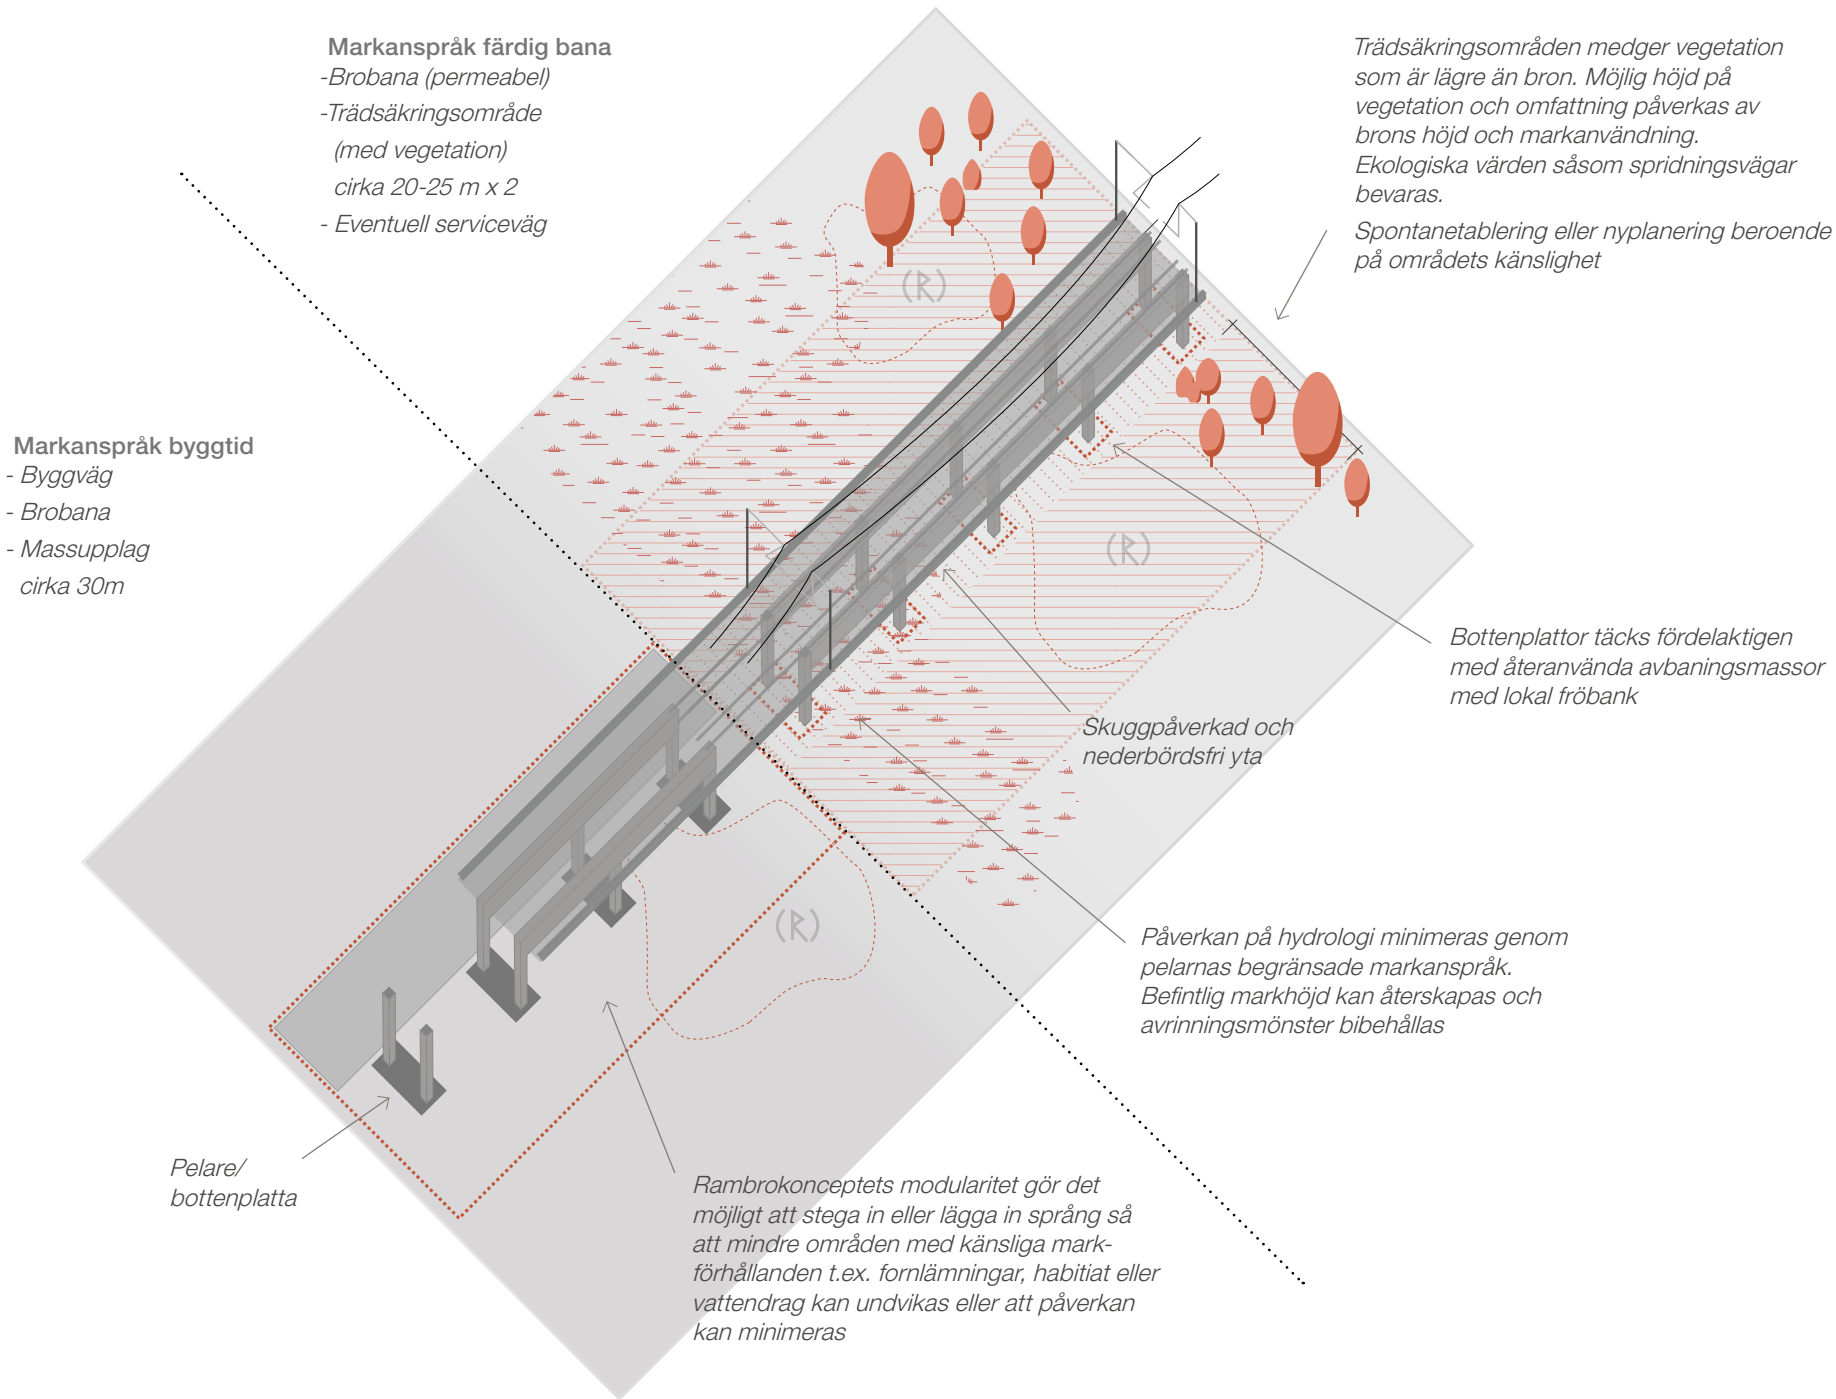 Markanspråk färdig bana
-Brobana (permeabel)
-Trädsäkringsområde
(med vegetation)
cirka 20-25 m x 2
- Eventuell serviceväg
Trädsäkringsområden medger vegetation
som är lägre än bron. Möjlig höjd på
vegetation och omfattning påverkas av
brons höjd och markanvändning.
Ekologiska värden såsom spridningsvägar
bevaras.
Spontanetablering eller nyplanering beroende
på områdets känslighet
Markanspråk byggtid
- Byggväg
- Brobana
- Massupplag
cirka 30m
(R)
(R)
(R)
Bottenplattor täcks fördelaktigen
med återanvända avbaningsmassor
med lokal fröbank
Skuggpåverkad och
nederbördsfri yta
Påverkan på hydrologi minimeras genom
pelarnas begränsade markanspråk.
Befintlig markhöjd kan återskapas och
avrinningsmönster bibehållas
Pelare/
bottenplatta
Rambrokonceptets modularitet gör det
möjligt att stega in eller lägga in språng så
att mindre områden med känsliga mark-
förhållanden t.ex. fornlämningar, habitiat eller
vattendrag kan undvikas eller att påverkan
kan minimeras